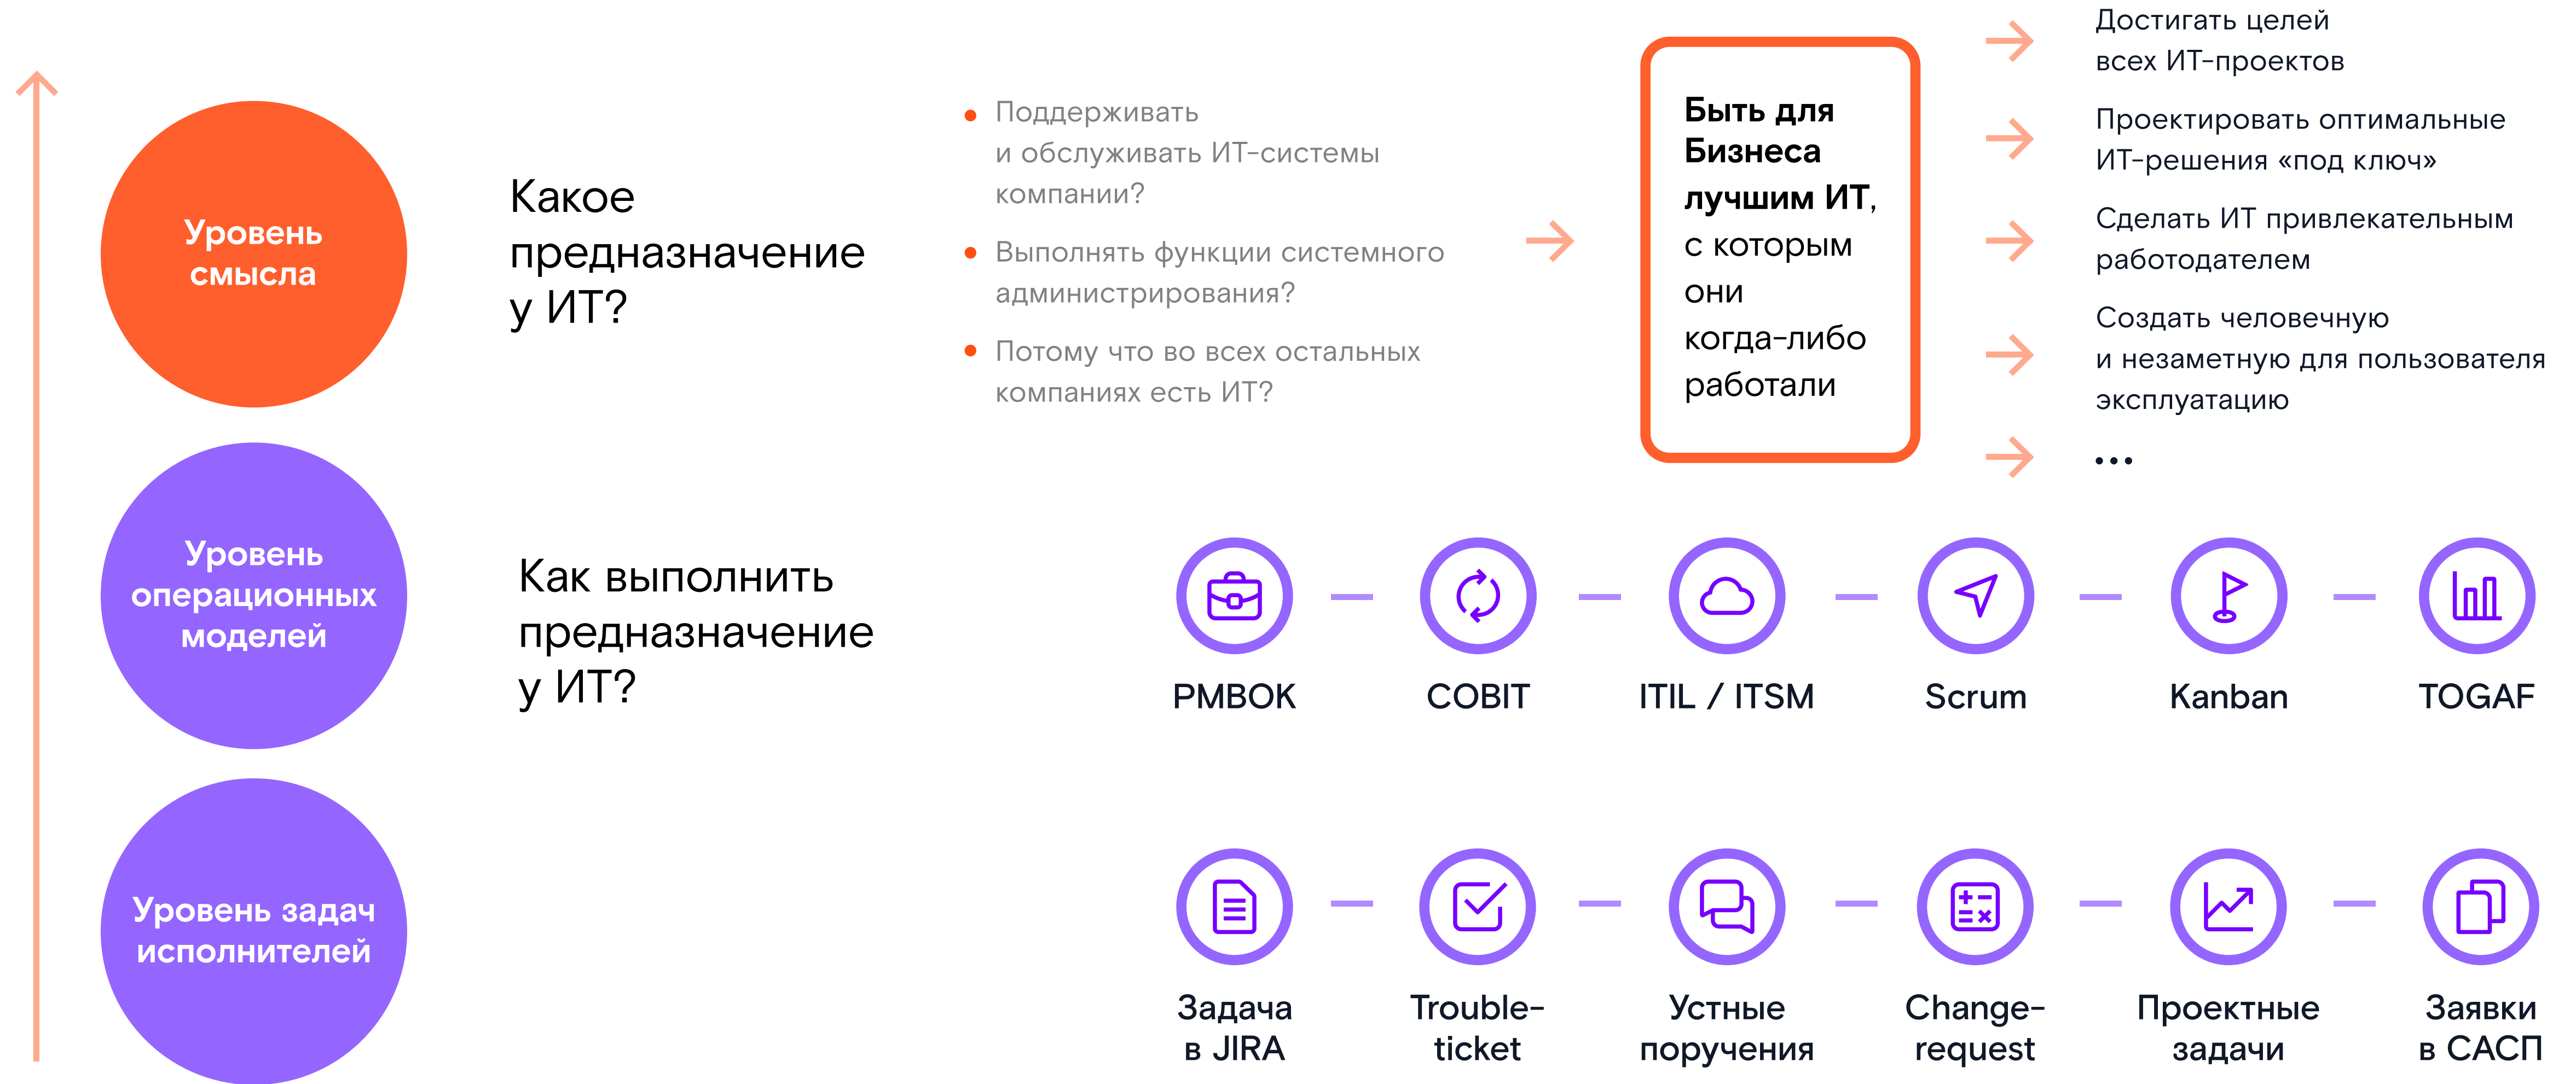 Уровень
смысла
Какое
предназначение
у ИТ?
Поддерживать
и обслуживать ИТ-системы
компании?
Выполнять функции системного
администрирования?
Потому что во всех остальных
компаниях есть ИТ?
Быть для
Бизнеса
лучшим ИТ,
с которым
они
когда-либо
работали
Достигать целей
всех ИТ-проектов
Проектировать оптимальные
ИТ-решения «под ключ»
Сделать ИТ привлекательным
работодателем
Создать человечную
и незаметную для пользователя
эксплуатацию
...
Уровень
операционных
моделей
Как выполнить
предназначение
у ИТ?
PMBOK
COBIT
ITIL / ITSM
Scrum
Kanban
TOGAF
Уровень задач
исполнителей
Задача
в JIRA
Trouble-
ticket
Устные
поручения
Change-
request
Проектные
задачи
Заявки
в САСП